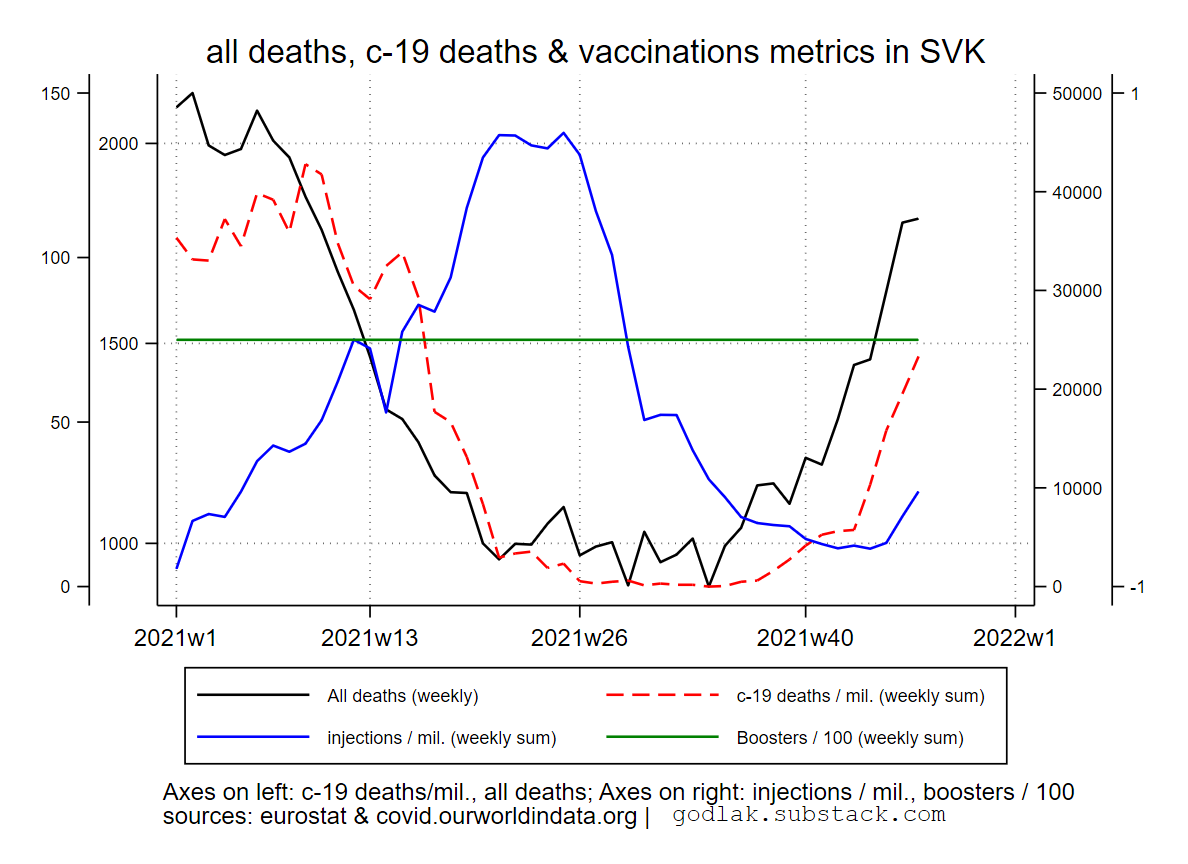 all deaths, c-19 deaths & vaccinations metrics in SVK
150
100
50
0
2000
1500
1000
50000
40000
30000
20000
10000
0
1
-1
2021w1 2021w13 2021w26 2021w40 2022w1
All deaths (weekly) c-19 deaths / mil. (weekly sum)
injections / mil. (weekly sum) Boosters / 100 (weekly sum)
Axes on left: c-19 deaths/mil., all deaths; Axes on right: injections / mil., boosters / 100
sources: eurostat & covid.ourworldindata.org | godlak.substack.com